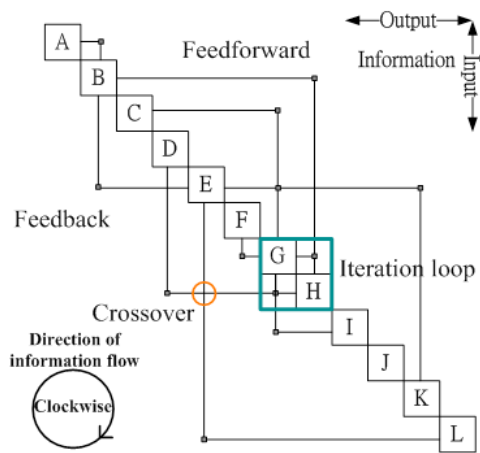 A
Output
Feedforward
Information
Input
B
C
D
E
Feedback
F
G
Iteration loop
H
Crossover
I
Direction of
information flow
J
Clockwise
K
L